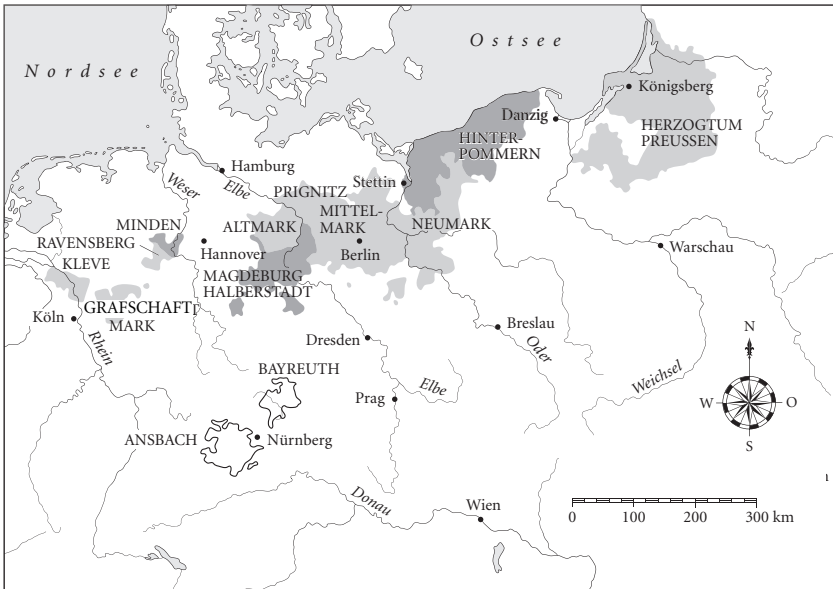 Nordsee
Ostsee
Königsberg
Danzig
HERZOGTUM
PREUSSEN
HINTER-
POMMERN
Hamburg
Weser
Elbe
Stettin
PRIGNITZ
MITTEL-
MARK
NEUMARK
MINDEN
ALTMARK
RAVENSBERG
Hannover
Berlin
Warschau
KLEVE
MAGDEBURG
HALBERSTADT
GRAFSCHAFT
MARK
Köln
Rhein
Dresden
Breslau
Oder
BAYREUTH
Elbe
Prag
Weichsel
ANSBACH
Nürnberg
N
W
O
S
Donau
Wien
0 100 200 300 km